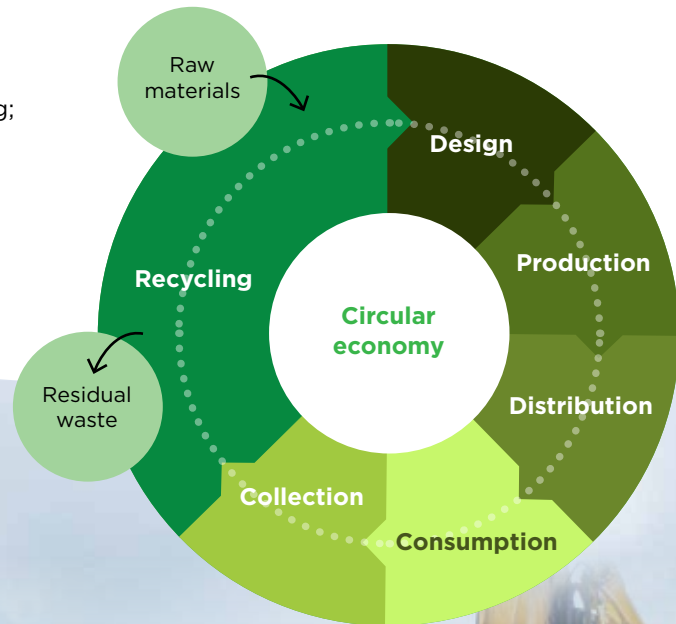 Raw
materials
g;
Design
Production
Recycling
Circular
economy
Distribution
Residual
waste
Collection
Consumption